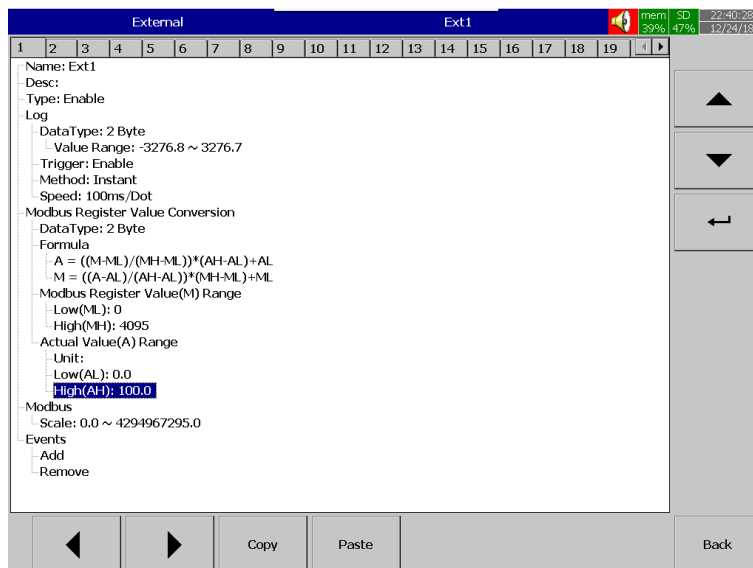 External
Ext1
mem 39%
SD 47%
22:40:28
12/24/18
1 2 3 4 5 6 7 8 9 10 11 12 13 14 15 16 17 18 19
Name: Ext1
Desc:
Type: Enable
Log
DataType: 2 Byte
Value Range: -3276.8 ~ 3276.7
Trigger: Enable
Method: Instant
Speed: 100ms/Dot
Modbus Register Value Conversion
DataType: 2 Byte
Formula
A = ((M-ML)/(MH-ML))*(AH-AL)+AL
M = ((A-AL)/(AH-AL))*(MH-ML)+ML
Modbus Register Value(M) Range
Low(ML): 0
High(MH): 4095
Actual Value(A) Range
Unit:
Low(AL): 0.0
High(AH): 100.0
Modbus
Scale: 0.0 ~ 4294967295.0
Events
Add
Remove
Copy
Paste
Back